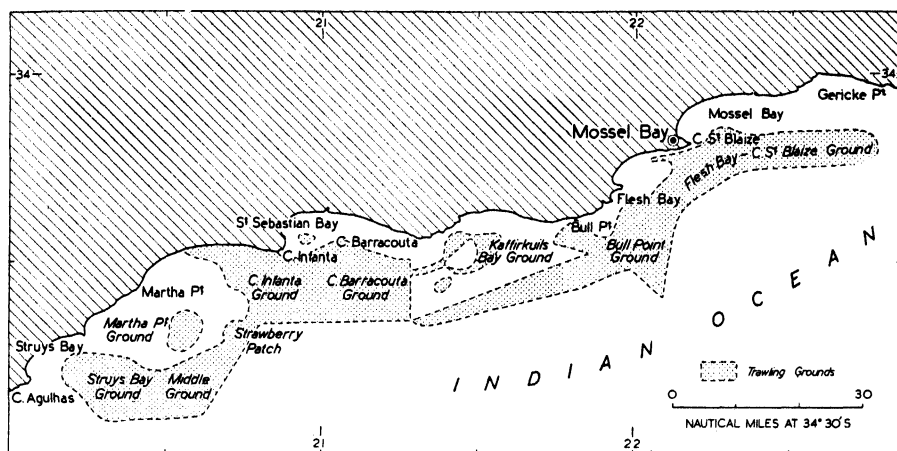 21
22
34
34
Gericke Pt
Mossel Bay
Mossel Bay
C. St Blaize
C. St Blaize Ground
Flesh Bay
Flesh Bay
St Sebastian Bay
Bull Pt
C. Barracouta
Kaffirkuils
Bay Ground
C. Infanta
Bull Point
Ground
C. Infanta
Ground
C. Barracouta
Ground
Martha Pt
Martha Pt
Ground
Strawberry
Patch
Struys Bay
Struys Bay
Ground
Middle
Ground
C. Agulhas
INDIAN OCEAN
Trawling Grounds
0
30
NAUTICAL MILES AT 34° 30'S
21
22